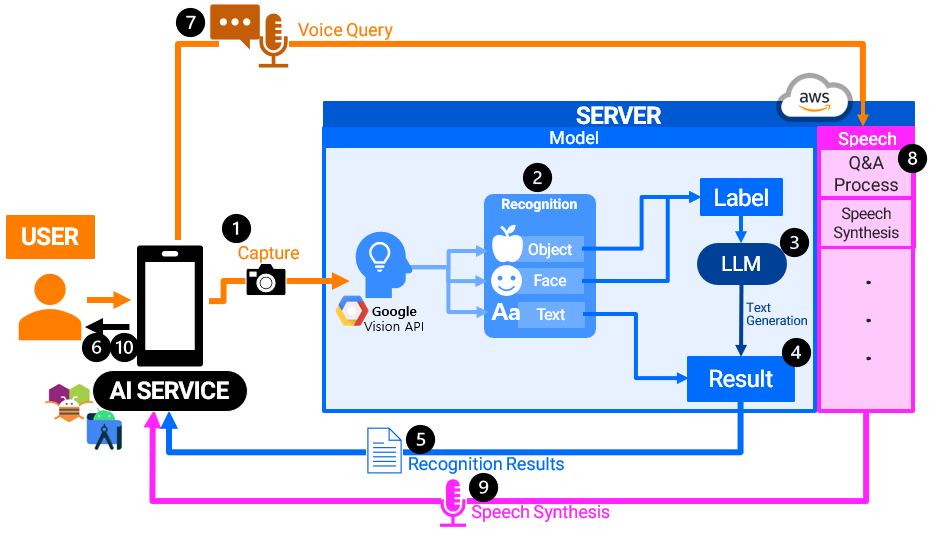 7
Voice Query
aws
SERVER
Model
Speech
8
Q&A
Process
Speech
Synthesis
2
Recognition
Object
Face
Aa
Text
Label
3
LLM
Text
Generation
4
Result
1
Capture
Google
Vision API
USER
6
10
AI SERVICE
5
Recognition Results
9
Speech Synthesis